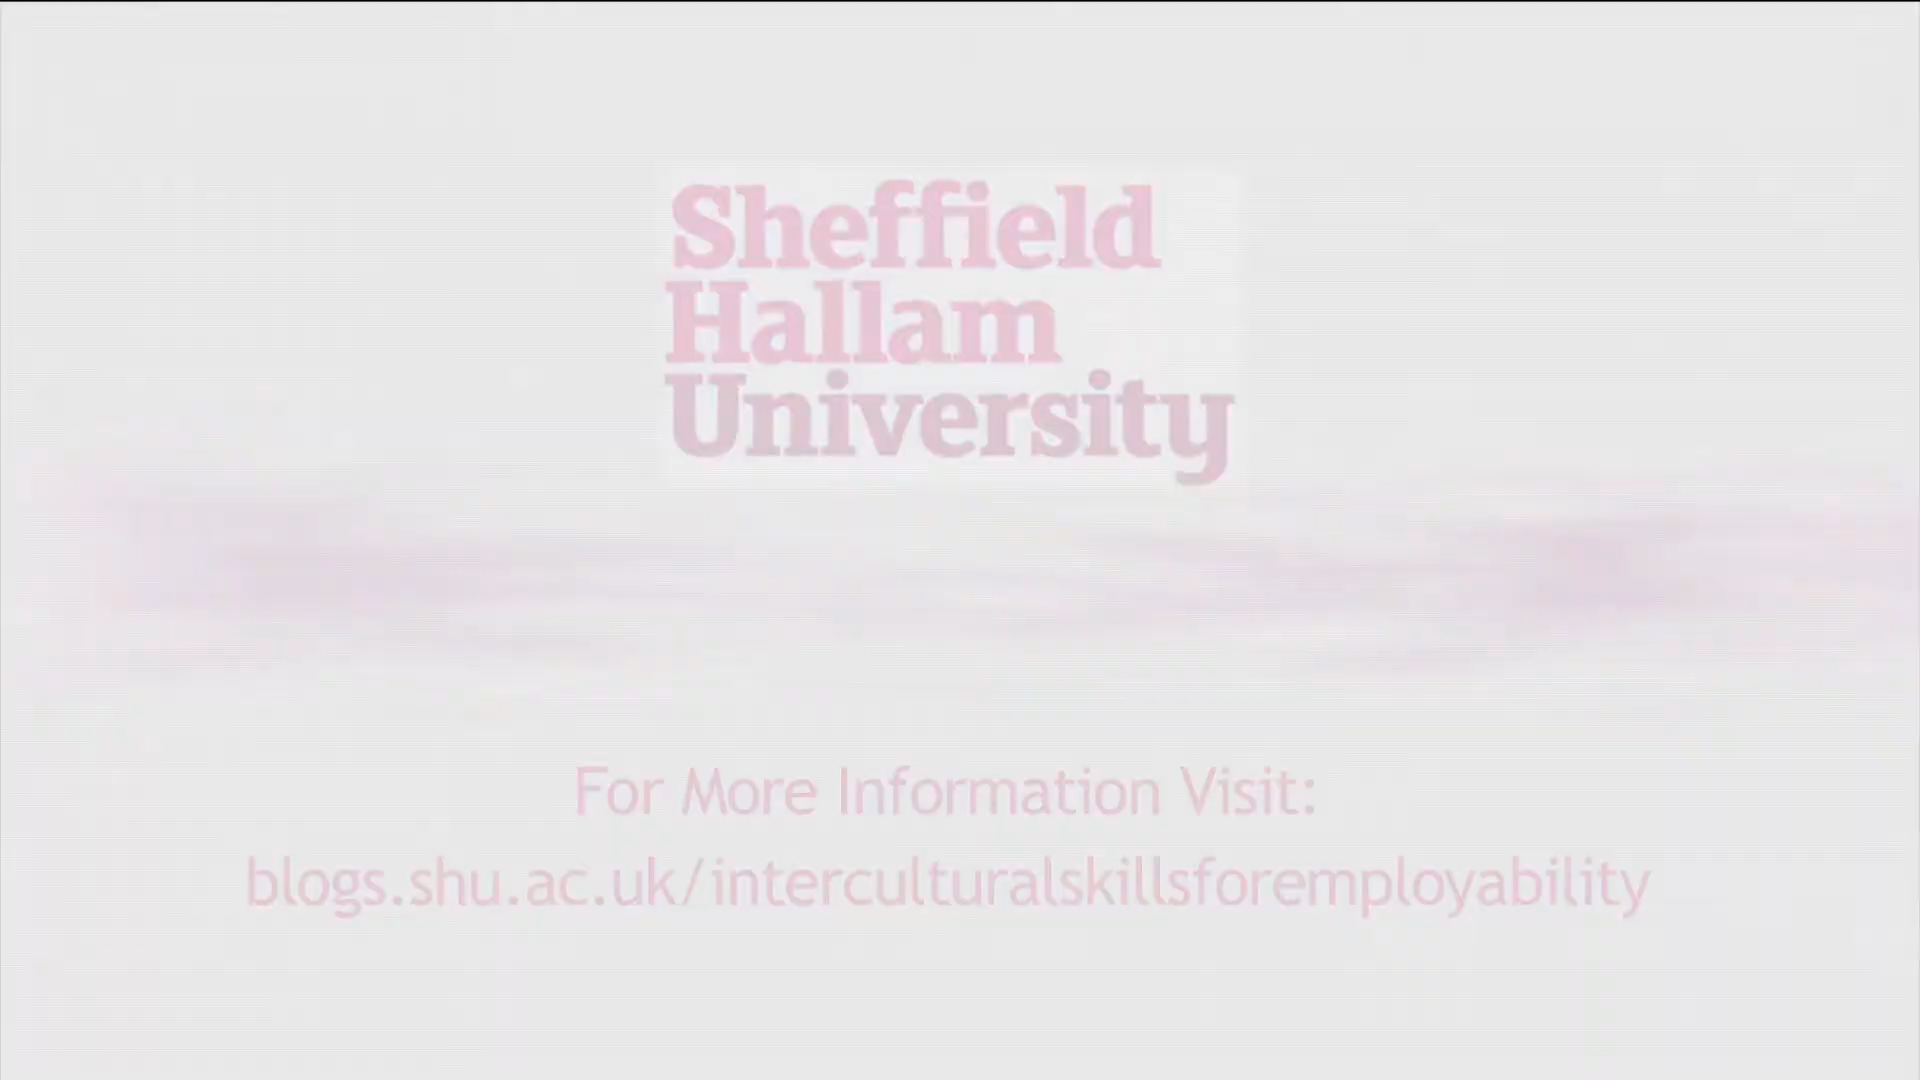 Sheffield
Hallam
University
For More Information Visit:
blogs.shu.ac.uk/interculturalskillsforemployability